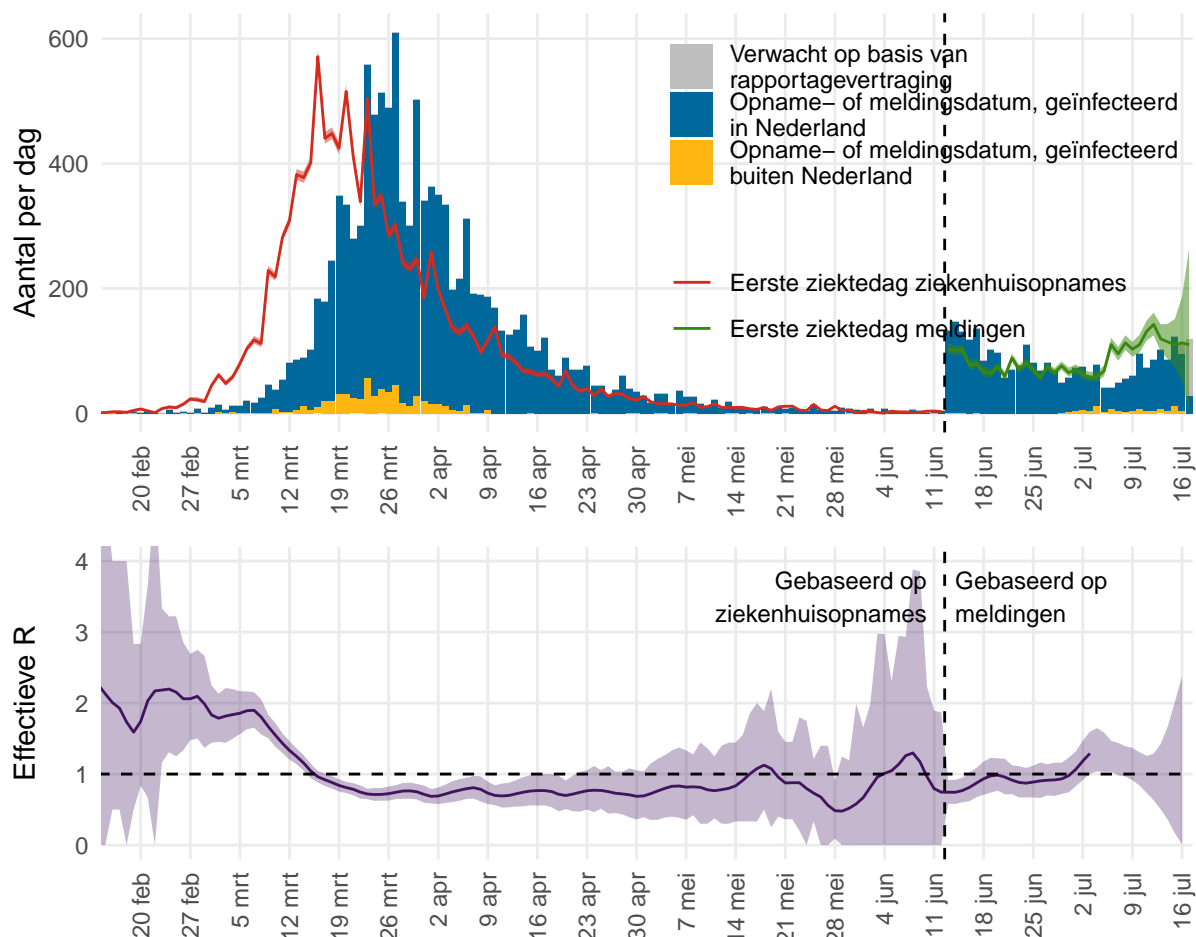 600
400
200
0
Aantal per dag
Verwacht op basis van
rapportagevertraging
Opname– of meldingsdatum, geïnfecteerd
in Nederland
Opname– of meldingsdatum, geïnfecteerd
buiten Nederland
Eerste ziektedag ziekenhuisopnames
Eerste ziektedag meldingen
20 feb
27 feb
5 mrt
12 mrt
19 mrt
26 mrt
2 apr
9 apr
16 apr
23 apr
30 apr
7 mei
14 mei
21 mei
28 mei
4 jun
11 jun
18 jun
25 jun
2 jul
9 jul
16 jul
4
3
2
1
0
Effectieve R
Gebaseerd op
ziekenhuisopnames
Gebaseerd op
meldingen
20 feb
27 feb
5 mrt
12 mrt
19 mrt
26 mrt
2 apr
9 apr
16 apr
23 apr
30 apr
7 mei
14 mei
21 mei
28 mei
4 jun
11 jun
18 jun
25 jun
2 jul
9 jul
16 jul